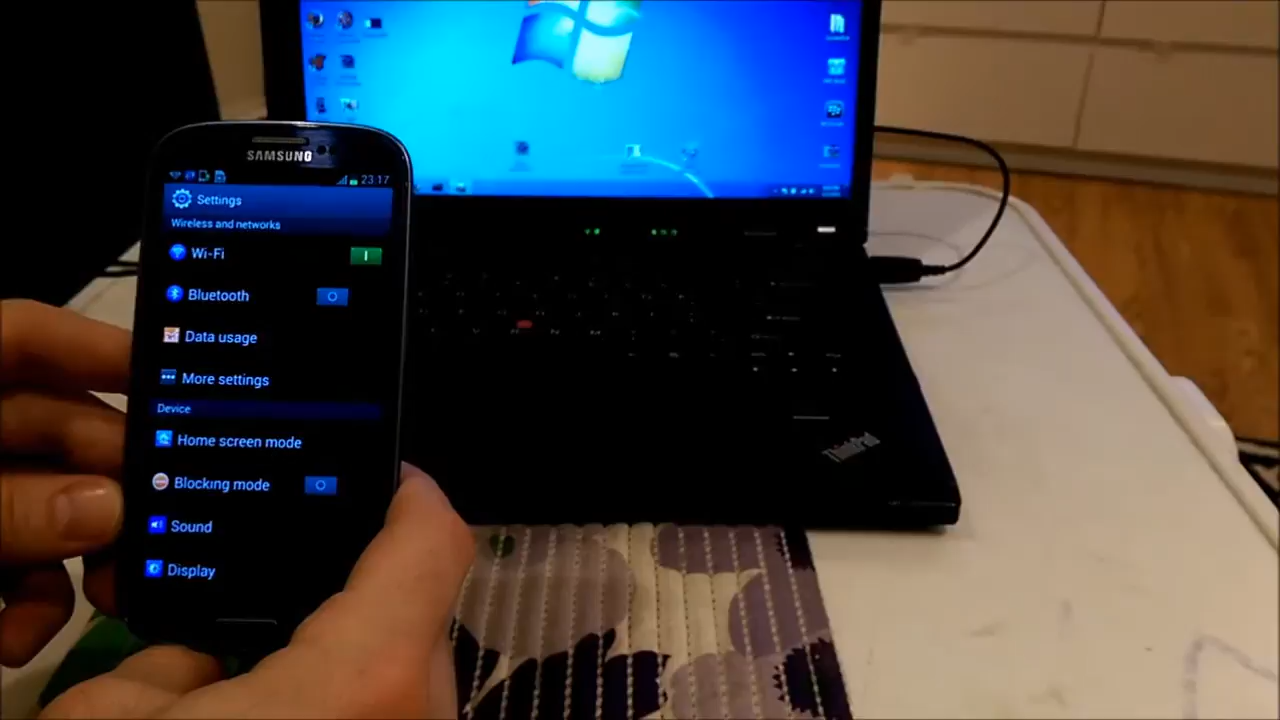 SAMSUNG
23:17
Settings
Wireless and networks
Wi-Fi
Bluetooth
Data usage
More settings
Device
Home screen mode
Blocking mode
Sound
Display
ThinkPad